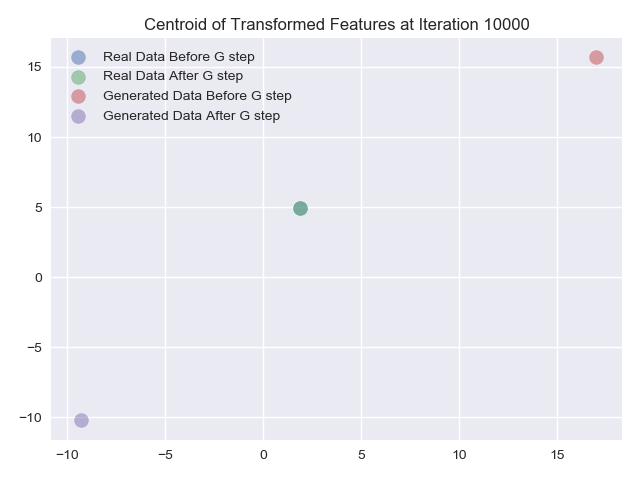 Centroid of Transformed Features at Iteration 10000
Real Data Before G step
Real Data After G step
Generated Data Before G step
Generated Data After G step
15
10
5
0
−5
−10
−10 −5 0 5 10 15